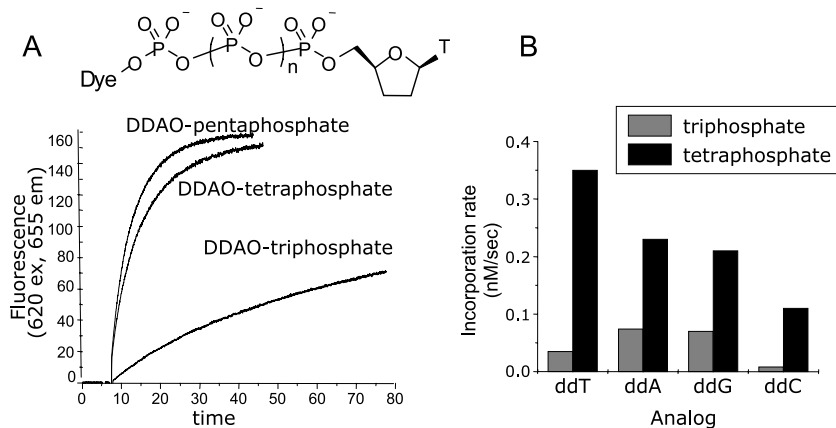 A
O O⁻ O O⁻ O O⁻
P P P T
O O O O O
Dye n
Fluorescence
(620 ex, 655 em)
160
140
120
100
80
60
40
20
0
DDAO-pentaphosphate
DDAO-tetraphosphate
DDAO-triphosphate
0 10 20 30 40 50 60 70 80
time
B
triphosphate
tetraphosphate
Incorporation rate
(nM/sec)
0.4
0.3
0.2
0.1
0.0
ddT ddA ddG ddC
Analog